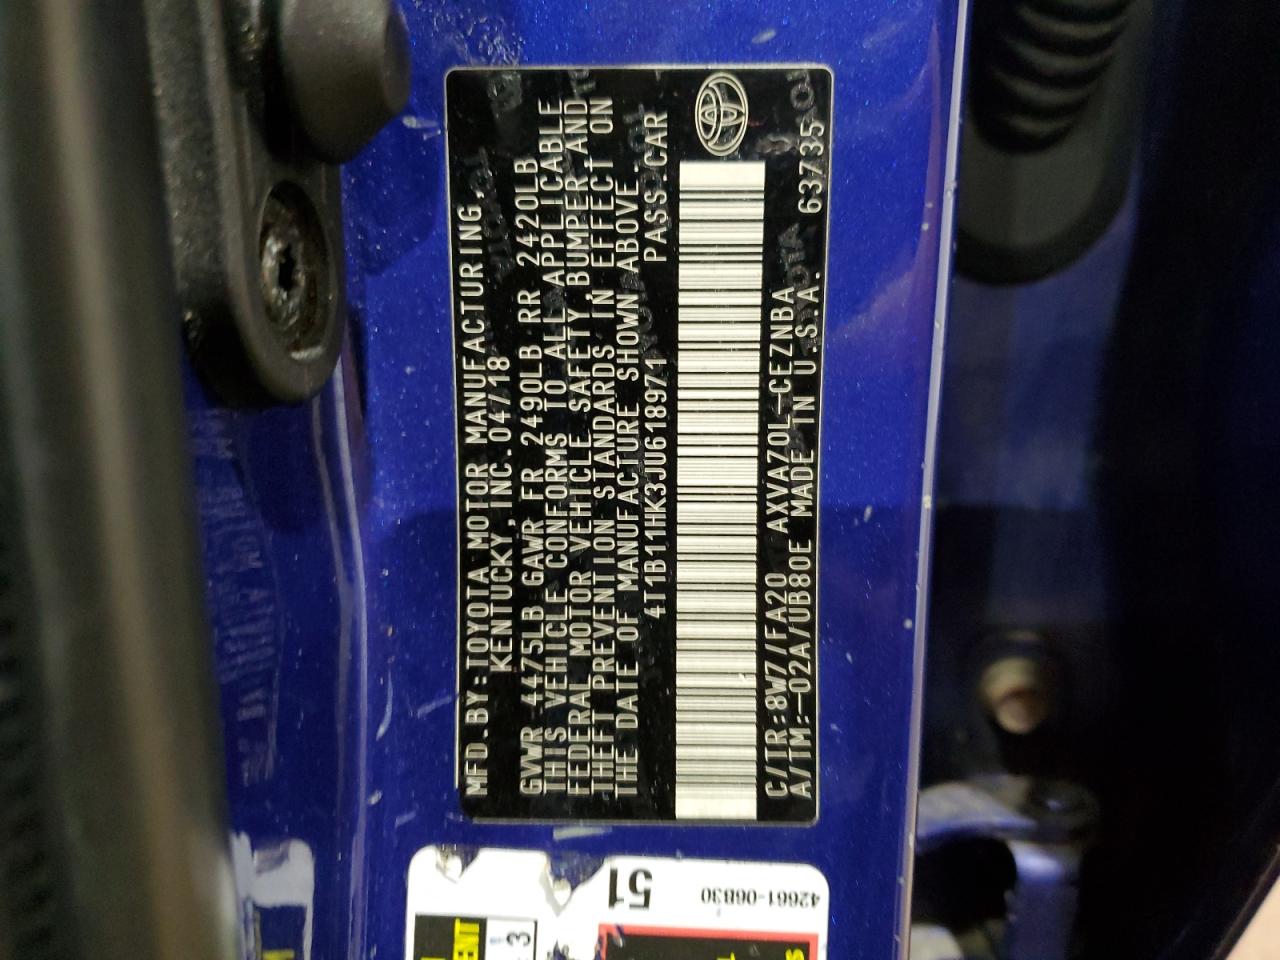 MFD.BY:TOYOTA MOTOR MANUFACTURING,
KENTUCKY, INC. 04/18
GVWR 4475LB GAWR FR 2490LB RR 2420LB
THIS VEHICLE CONFORMS TO ALL APPLICABLE
FEDERAL MOTOR VEHICLE SAFETY,BUMPER,AND
THEFT PREVENTION STANDARDS IN EFFECT ON
THE DATE OF MANUFACTURE SHOWN ABOVE.
4T1B11HK3JU618971 PASS.CAR
C/TR:8W7/FA20 AXVA70L-CEZNBA
A/TM:-02A/UB80E MADE IN U.S.A. 63735
51
42661-06B30